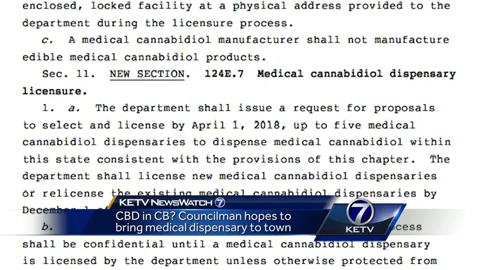 enclosed, locked facility at a physical address provided to the
department during the licensure process.
c. A medical cannabidiol manufacturer shall not manufacture
edible medical cannabidiol products.
Sec. 11. NEW SECTION. 124E.7 Medical cannabidiol dispensary
licensure.
1. a. The department shall issue a request for proposals
to select and license by April 1, 2018, up to five medical
cannabidiol dispensaries to dispense medical cannabidiol within
this state consistent with the provisions of this chapter. The
department shall license new medical cannabidiol dispensaries
or relicense the existing medical cannabidiol dispensaries by
December 1
KETV NEWSWATCH 7
CBD in CB? Councilman hopes to
bring medical dispensary to town
7
KETV
b.
shall be confidential until a medical cannabidiol dispensary
is licensed by the department unless otherwise protected from